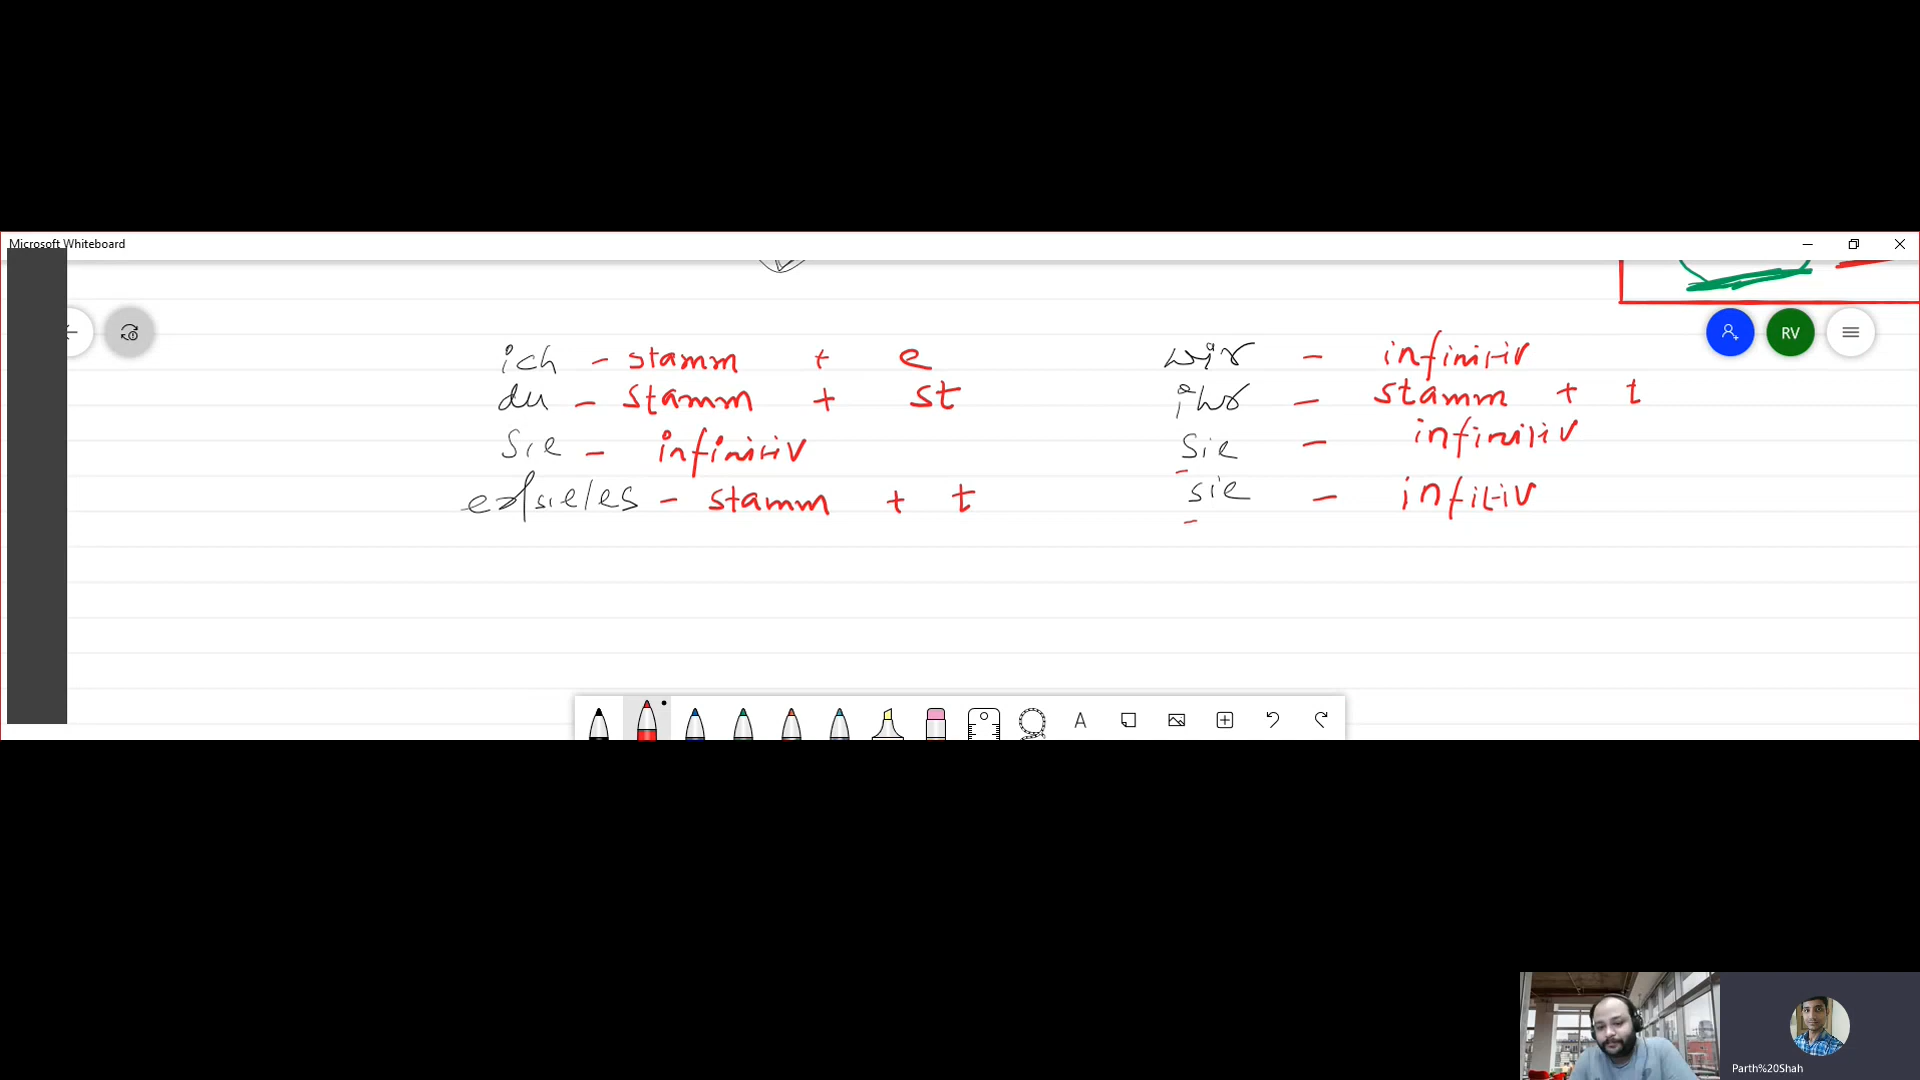 Microsoft Whiteboard
RV
ich - stamm + e
du - stamm + st
Sie - infinitiv
er/sie/es - stamm + t
wir - infinitiv
ihr - stamm + t
Sie - infinitiv
sie - infitiv
A
Parth%20Shah